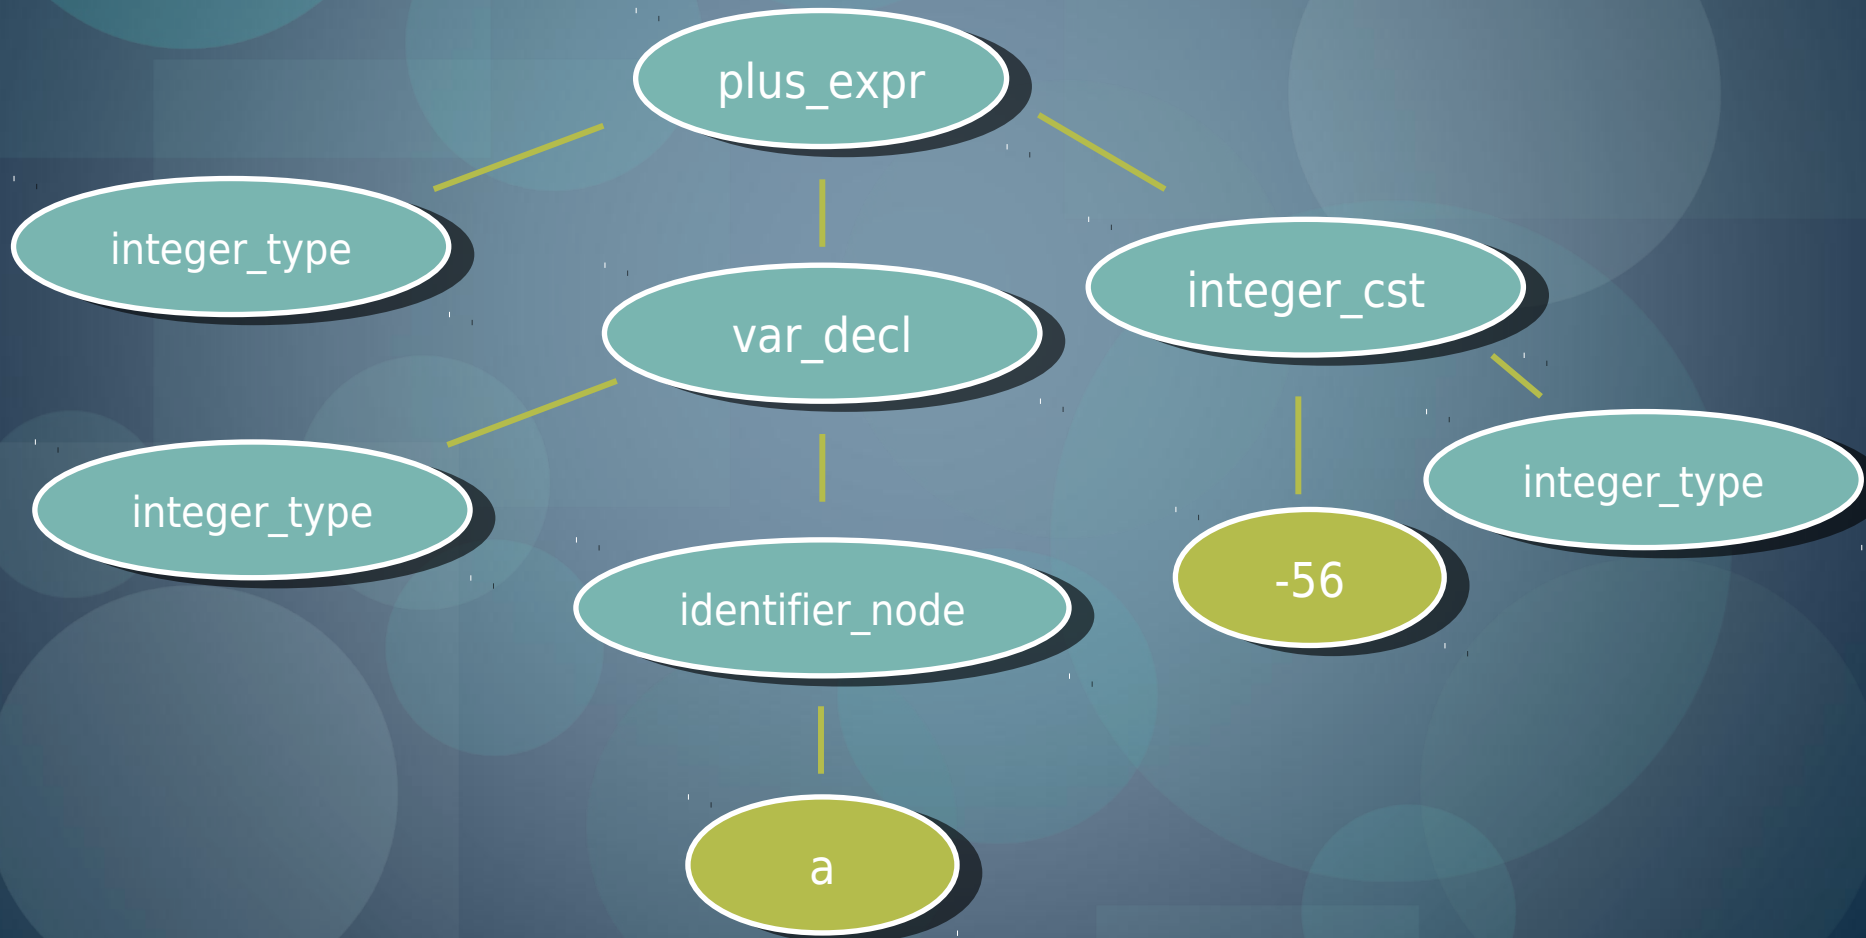 plus_expr
integer_type
var_decl
integer_cst
integer_type
integer_type
identifier_node
-56
a